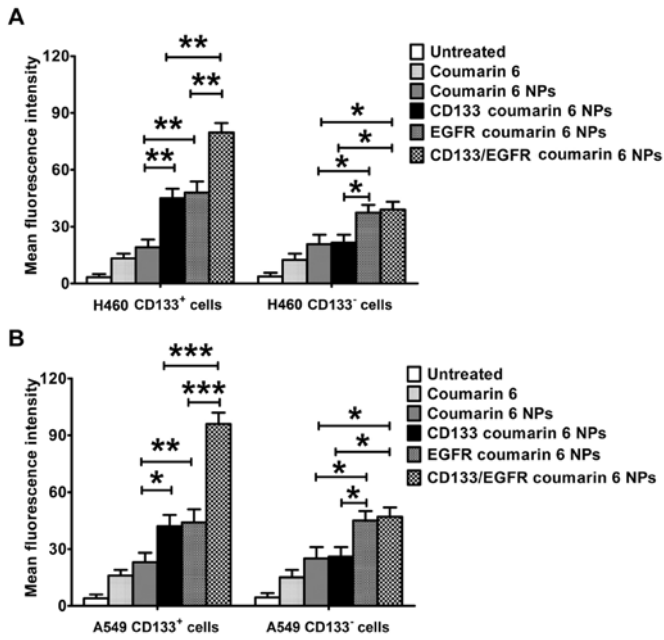 A
Mean fluorescence intensity
120
90
60
30
0
**
**
**
**
*
*
*
*
Untreated
Coumarin 6
Coumarin 6 NPs
CD133 coumarin 6 NPs
EGFR coumarin 6 NPs
CD133/EGFR coumarin 6 NPs
H460 CD133⁺ cells
H460 CD133⁻ cells
B
Mean fluorescence intensity
120
90
60
30
0
***
***
**
*
*
*
*
*
Untreated
Coumarin 6
Coumarin 6 NPs
CD133 coumarin 6 NPs
EGFR coumarin 6 NPs
CD133/EGFR coumarin 6 NPs
A549 CD133⁺ cells
A549 CD133⁻ cells